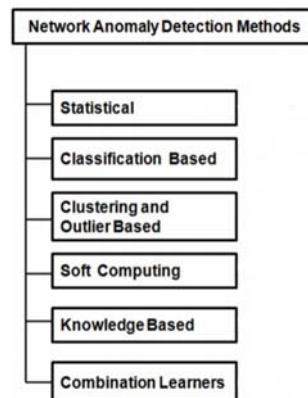 Network Anomaly Detection Methods
Statistical
Classification Based
Clustering and
Outlier Based
Soft Computing
Knowledge Based
Combination Learners